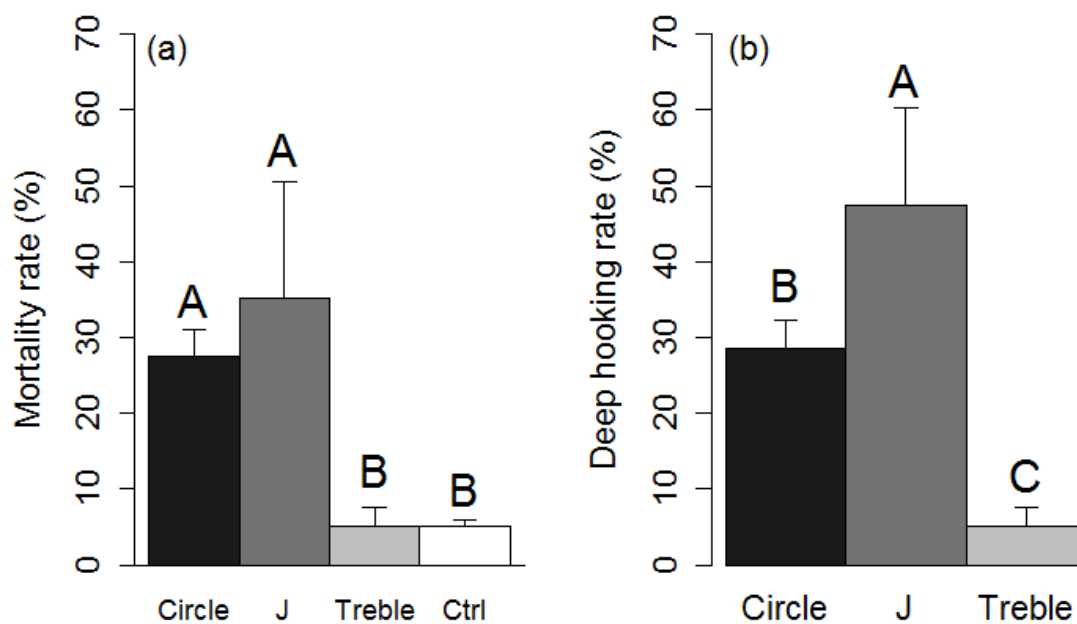 (a)
Mortality rate (%)
70
60
50
40
30
20
10
0
A
A
B
B
Circle J Treble Ctrl
(b)
Deep hooking rate (%)
70
60
50
40
30
20
10
0
B
A
C
Circle J Treble